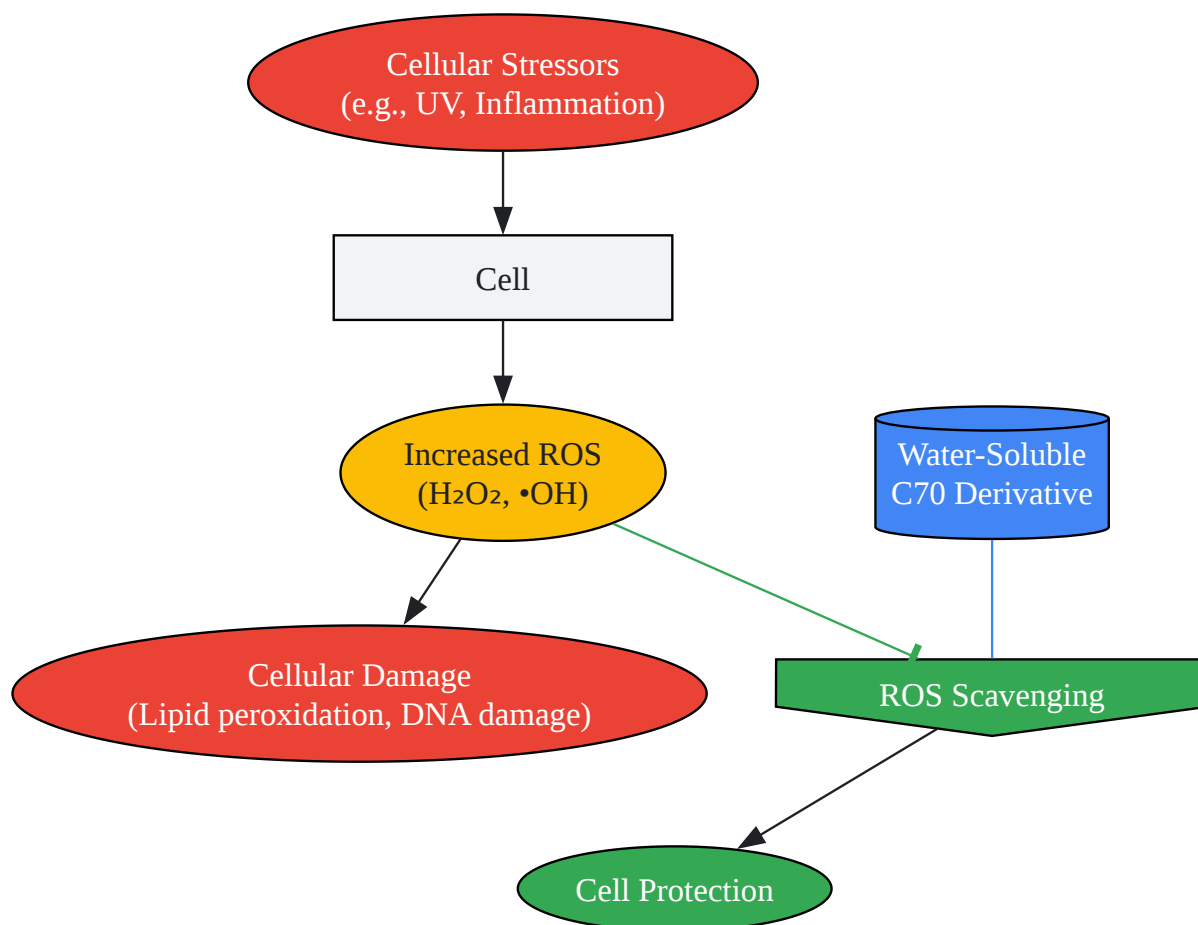 Cellular Stressors
(e.g., UV, Inflammation)
Cell
Increased ROS
(H₂O₂, •OH)
Water-Soluble
C70 Derivative
Cellular Damage
(Lipid peroxidation, DNA damage)
ROS Scavenging
Cell Protection